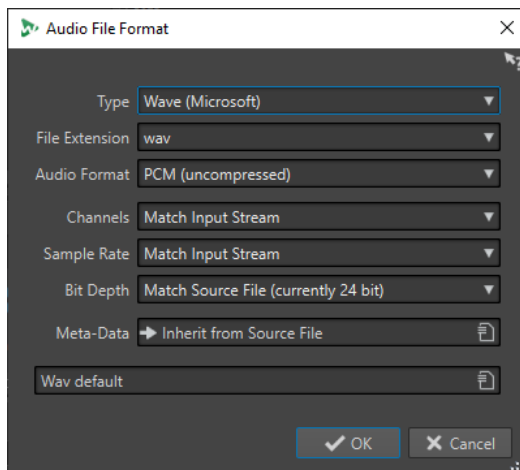 Audio File Format
Type Wave (Microsoft)
File Extension wav
Audio Format PCM (uncompressed)
Channels Match Input Stream
Sample Rate Match Input Stream
Bit Depth Match Source File (currently 24 bit)
Meta-Data Inherit from Source File
Wav default
OK Cancel